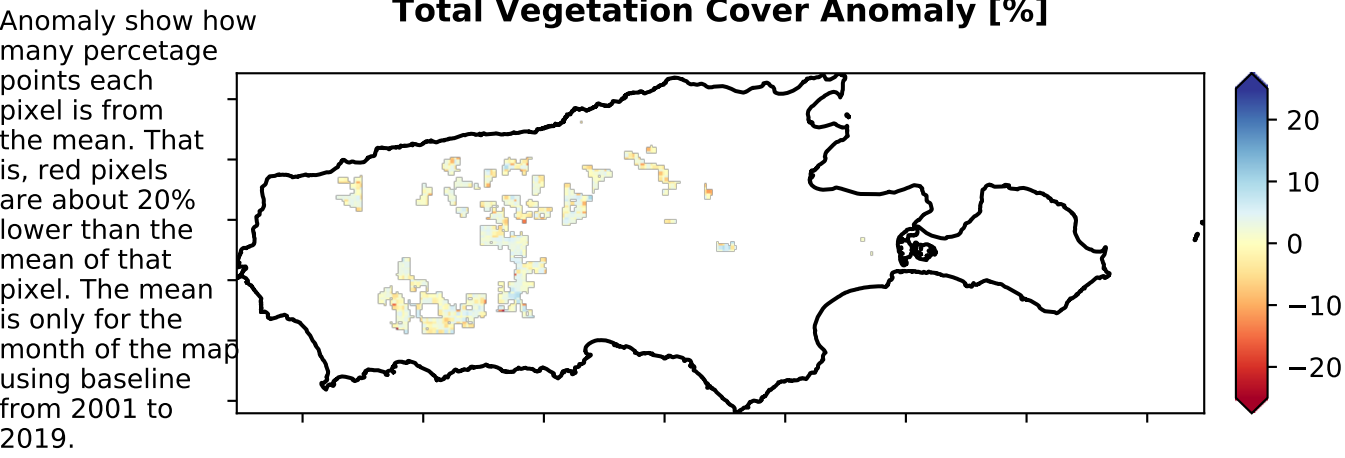 Total Vegetation Cover Anomaly [%]
Anomaly show how
many percetage
points each
pixel is from
the mean. That
is, red pixels
are about 20%
lower than the
mean of that
pixel. The mean
is only for the
month of the map
using baseline
from 2001 to
2019.
20
10
0
−10
−20